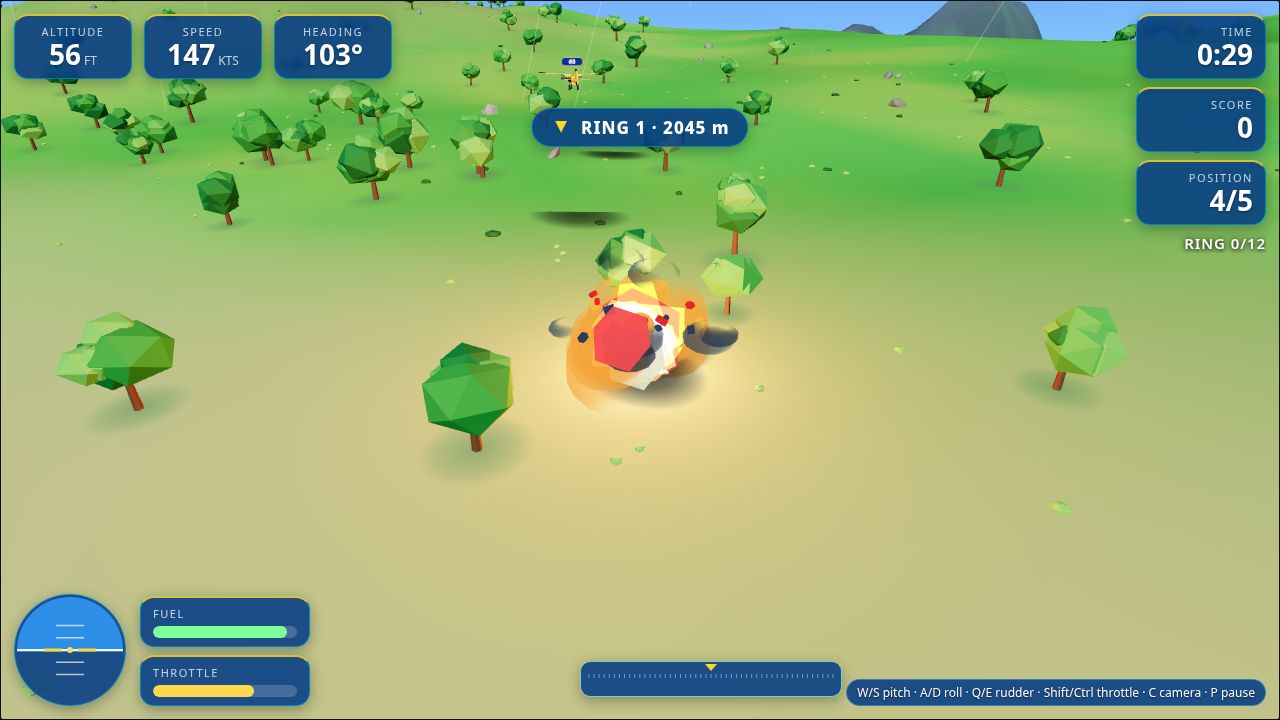 ALTITUDE
56 FT
SPEED
147 KTS
HEADING
103°
TIME
0:29
SCORE
0
POSITION
4/5
RING 0/12
#3
▼ RING 1 · 2045 m
FUEL
THROTTLE
W/S pitch · A/D roll · Q/E rudder · Shift/Ctrl throttle · C camera · P pause